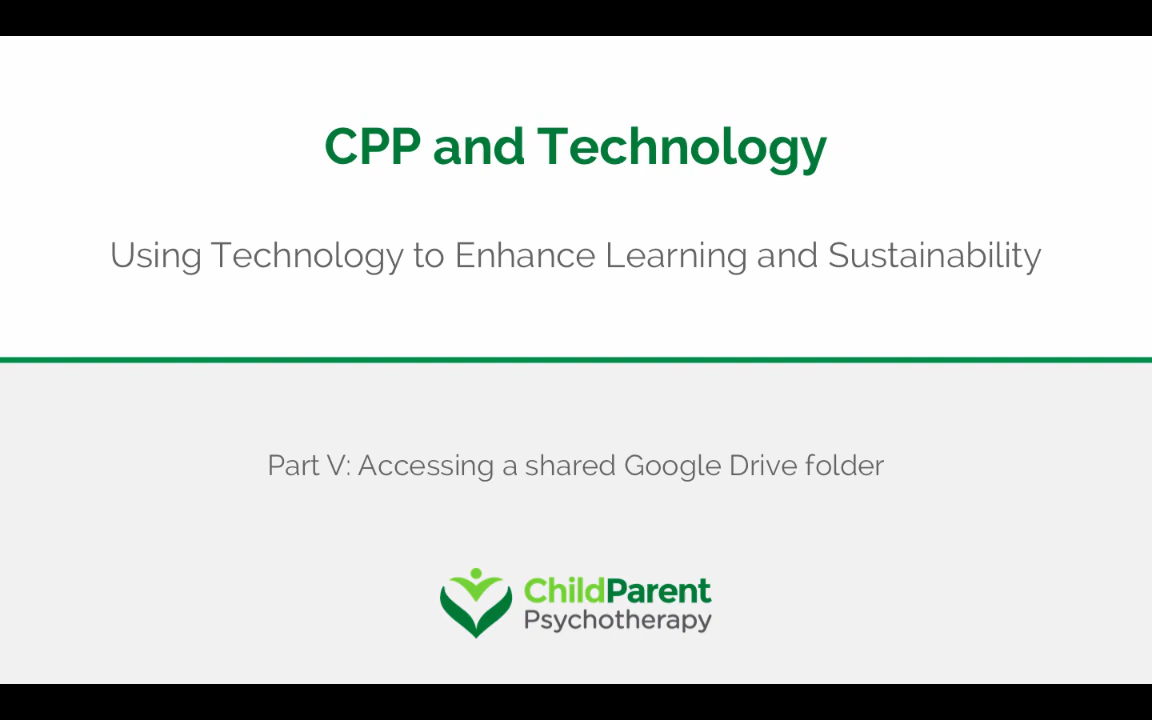 CPP and Technology
Using Technology to Enhance Learning and Sustainability
Part V: Accessing a shared Google Drive folder
ChildParent
Psychotherapy